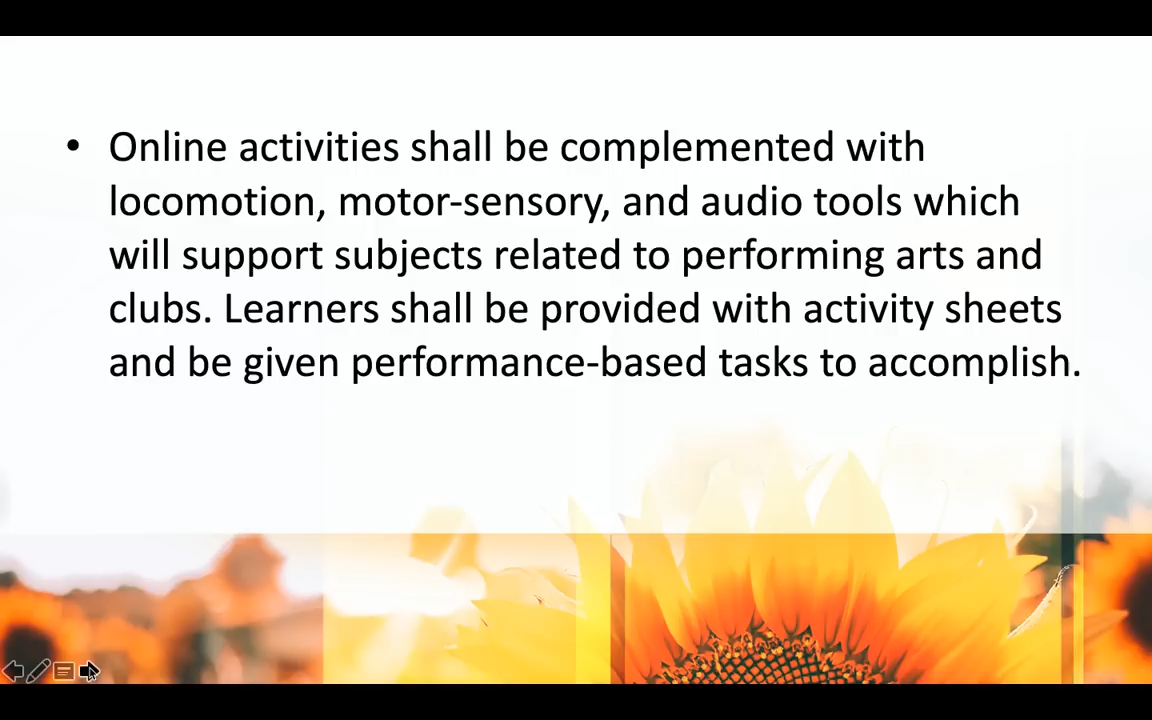 • Online activities shall be complemented with
locomotion, motor-sensory, and audio tools which
will support subjects related to performing arts and
clubs. Learners shall be provided with activity sheets
and be given performance-based tasks to accomplish.